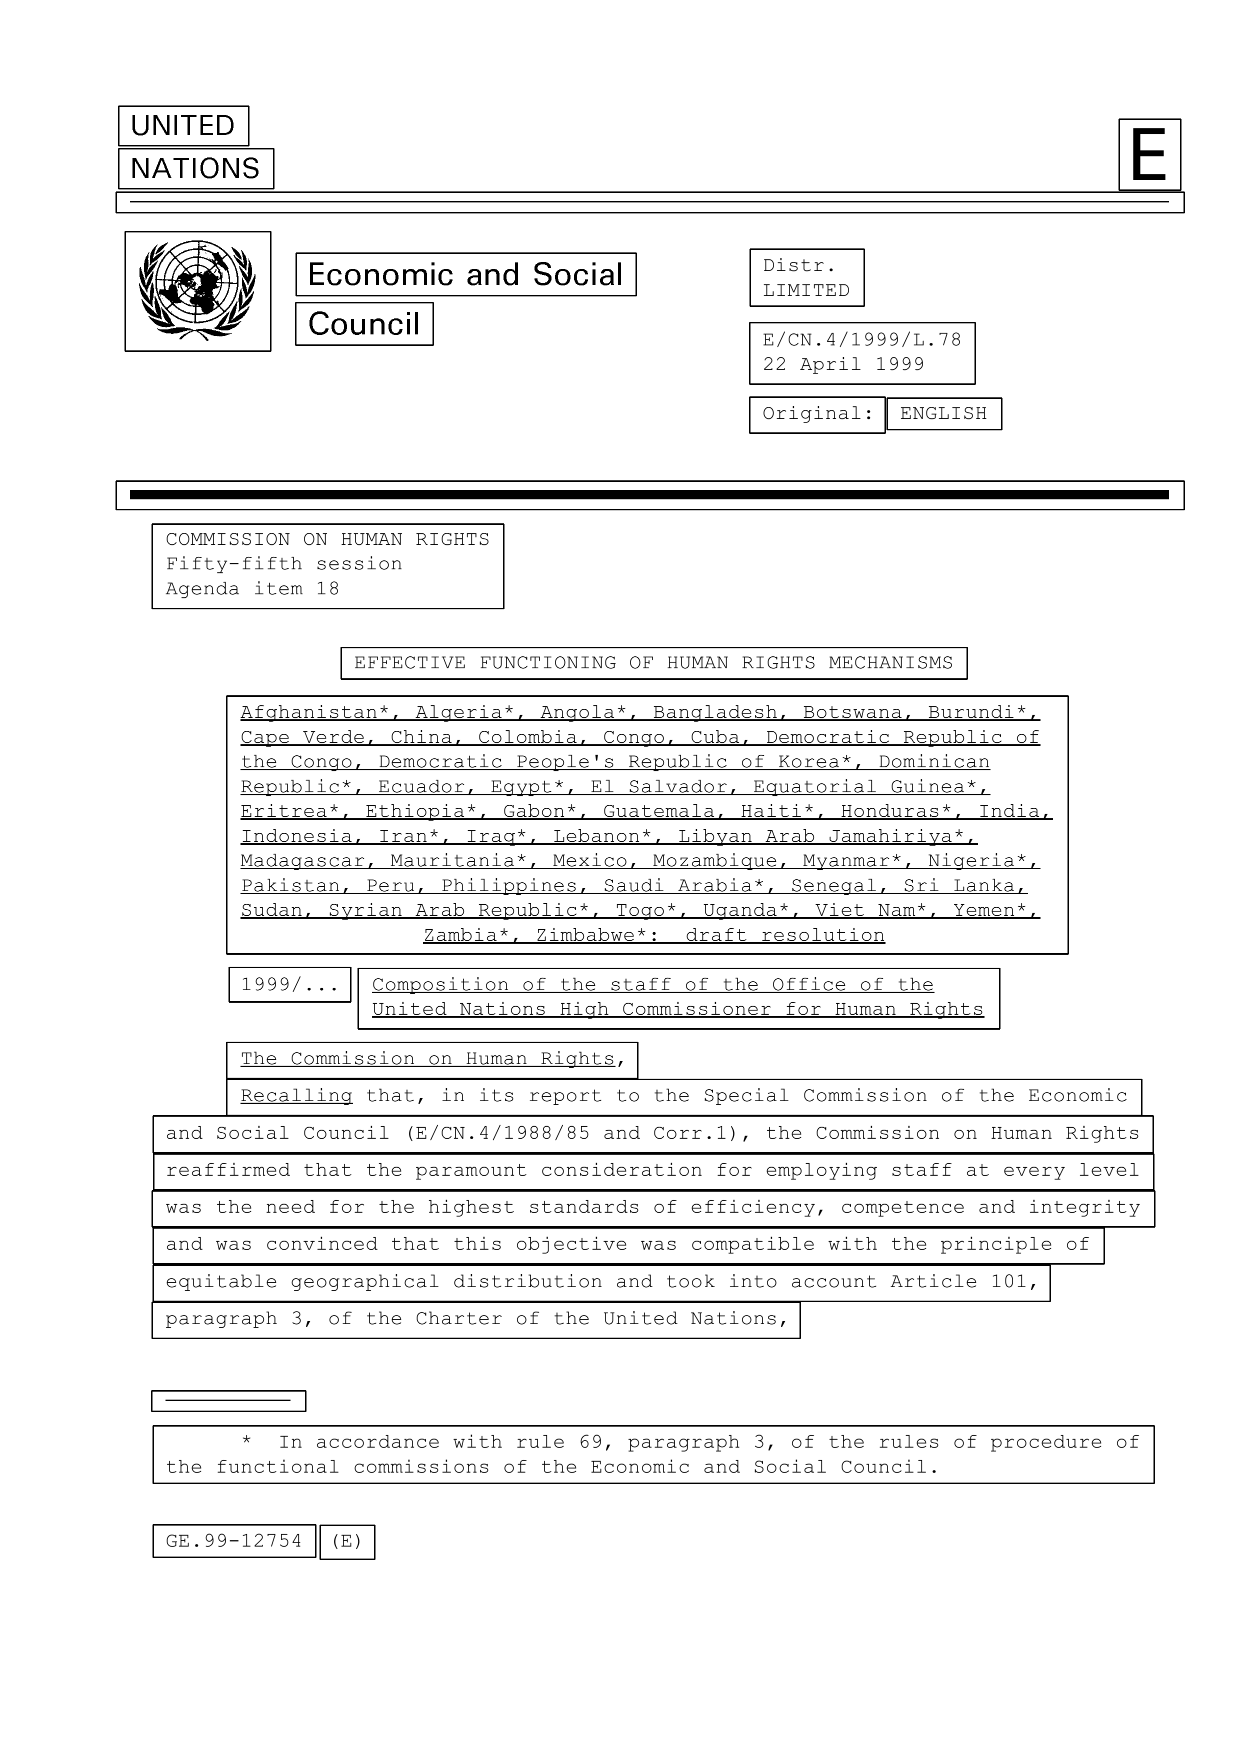 UNITED
NATIONS
E
Economic and Social
Council
Distr.
LIMITED
E/CN.4/1999/L.78
22 April 1999
Original: ENGLISH
COMMISSION ON HUMAN RIGHTS
Fifty-fifth session
Agenda item 18
EFFECTIVE FUNCTIONING OF HUMAN RIGHTS MECHANISMS
Afghanistan*, Algeria*, Angola*, Bangladesh, Botswana, Burundi*,
Cape Verde, China, Colombia, Congo, Cuba, Democratic Republic of
the Congo, Democratic People's Republic of Korea*, Dominican
Republic*, Ecuador, Egypt*, El Salvador, Equatorial Guinea*,
Eritrea*, Ethiopia*, Gabon*, Guatemala, Haiti*, Honduras*, India,
Indonesia, Iran*, Iraq*, Lebanon*, Libyan Arab Jamahiriya*,
Madagascar, Mauritania*, Mexico, Mozambique, Myanmar*, Nigeria*,
Pakistan, Peru, Philippines, Saudi Arabia*, Senegal, Sri Lanka,
Sudan, Syrian Arab Republic*, Togo*, Uganda*, Viet Nam*, Yemen*,
Zambia*, Zimbabwe*:  draft resolution
1999/... Composition of the staff of the Office of the
United Nations High Commissioner for Human Rights
The Commission on Human Rights,
Recalling that, in its report to the Special Commission of the Economic
and Social Council (E/CN.4/1988/85 and Corr.1), the Commission on Human Rights
reaffirmed that the paramount consideration for employing staff at every level
was the need for the highest standards of efficiency, competence and integrity
and was convinced that this objective was compatible with the principle of
equitable geographical distribution and took into account Article 101,
paragraph 3, of the Charter of the United Nations,
*  In accordance with rule 69, paragraph 3, of the rules of procedure of
the functional commissions of the Economic and Social Council.
GE.99-12754 (E)